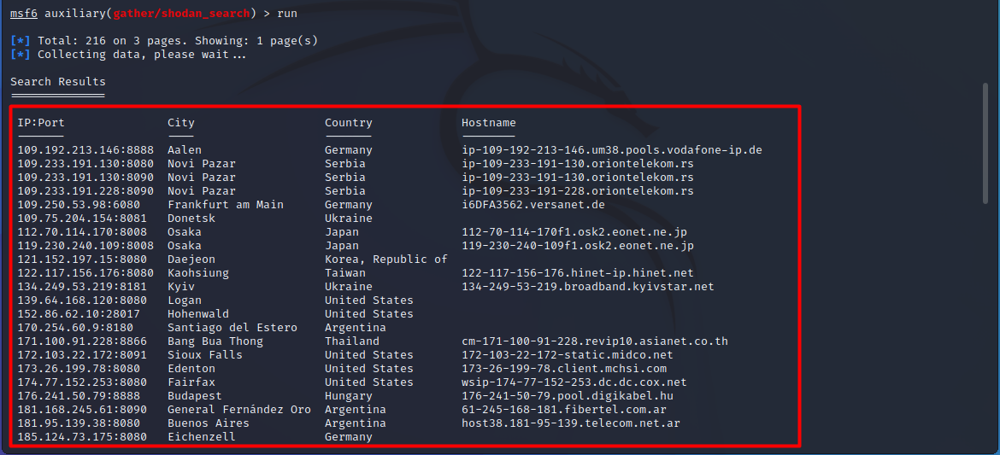 msf6 auxiliary(gather/shodan_search) > run
[*] Total: 216 on 3 pages. Showing: 1 page(s)
[*] Collecting data, please wait...
Search Results
IP:Port City Country Hostname
109.192.213.146:8888 Aalen Germany ip-109-192-213-146.um38.pools.vodafone-ip.de
109.233.191.130:8080 Novi Pazar Serbia ip-109-233-191-130.oriontelekom.rs
109.233.191.130:8090 Novi Pazar Serbia ip-109-233-191-130.oriontelekom.rs
109.233.191.228:8090 Novi Pazar Serbia ip-109-233-191-228.oriontelekom.rs
109.250.53.98:6080 Frankfurt am Main Germany i6DFA3562.versanet.de
109.75.204.154:8081 Donetsk Ukraine
112.70.114.170:8008 Osaka Japan 112-70-114-170f1.osk2.eonet.ne.jp
119.230.240.109:8008 Osaka Japan 119-230-240-109f1.osk2.eonet.ne.jp
121.152.197.15:8080 Daejeon Korea, Republic of
122.117.156.176:8080 Kaohsiung Taiwan 122-117-156-176.hinet-ip.hinet.net
134.249.53.219:8181 Kyiv Ukraine 134-249-53-219.broadband.kyivstar.net
139.64.168.120:8080 Logan United States
152.86.62.10:28017 Hohenwald United States
170.254.60.9:8180 Santiago del Estero Argentina
171.100.91.228:8866 Bang Bua Thong Thailand cm-171-100-91-228.revip10.asianet.co.th
172.103.22.172:8091 Sioux Falls United States 172-103-22-172-static.midco.net
173.26.199.78:8080 Edenton United States 173-26-199-78.client.mchsi.com
174.77.152.253:8080 Fairfax United States wsip-174-77-152-253.dc.dc.cox.net
176.241.50.79:8888 Budapest Hungary 176-241-50-79.pool.digikabel.hu
181.168.245.61:8090 General Fernández Oro Argentina 61-245-168-181.fibertel.com.ar
181.95.139.38:8080 Buenos Aires Argentina host38.181-95-139.telecom.net.ar
185.124.73.175:8080 Eichenzell Germany